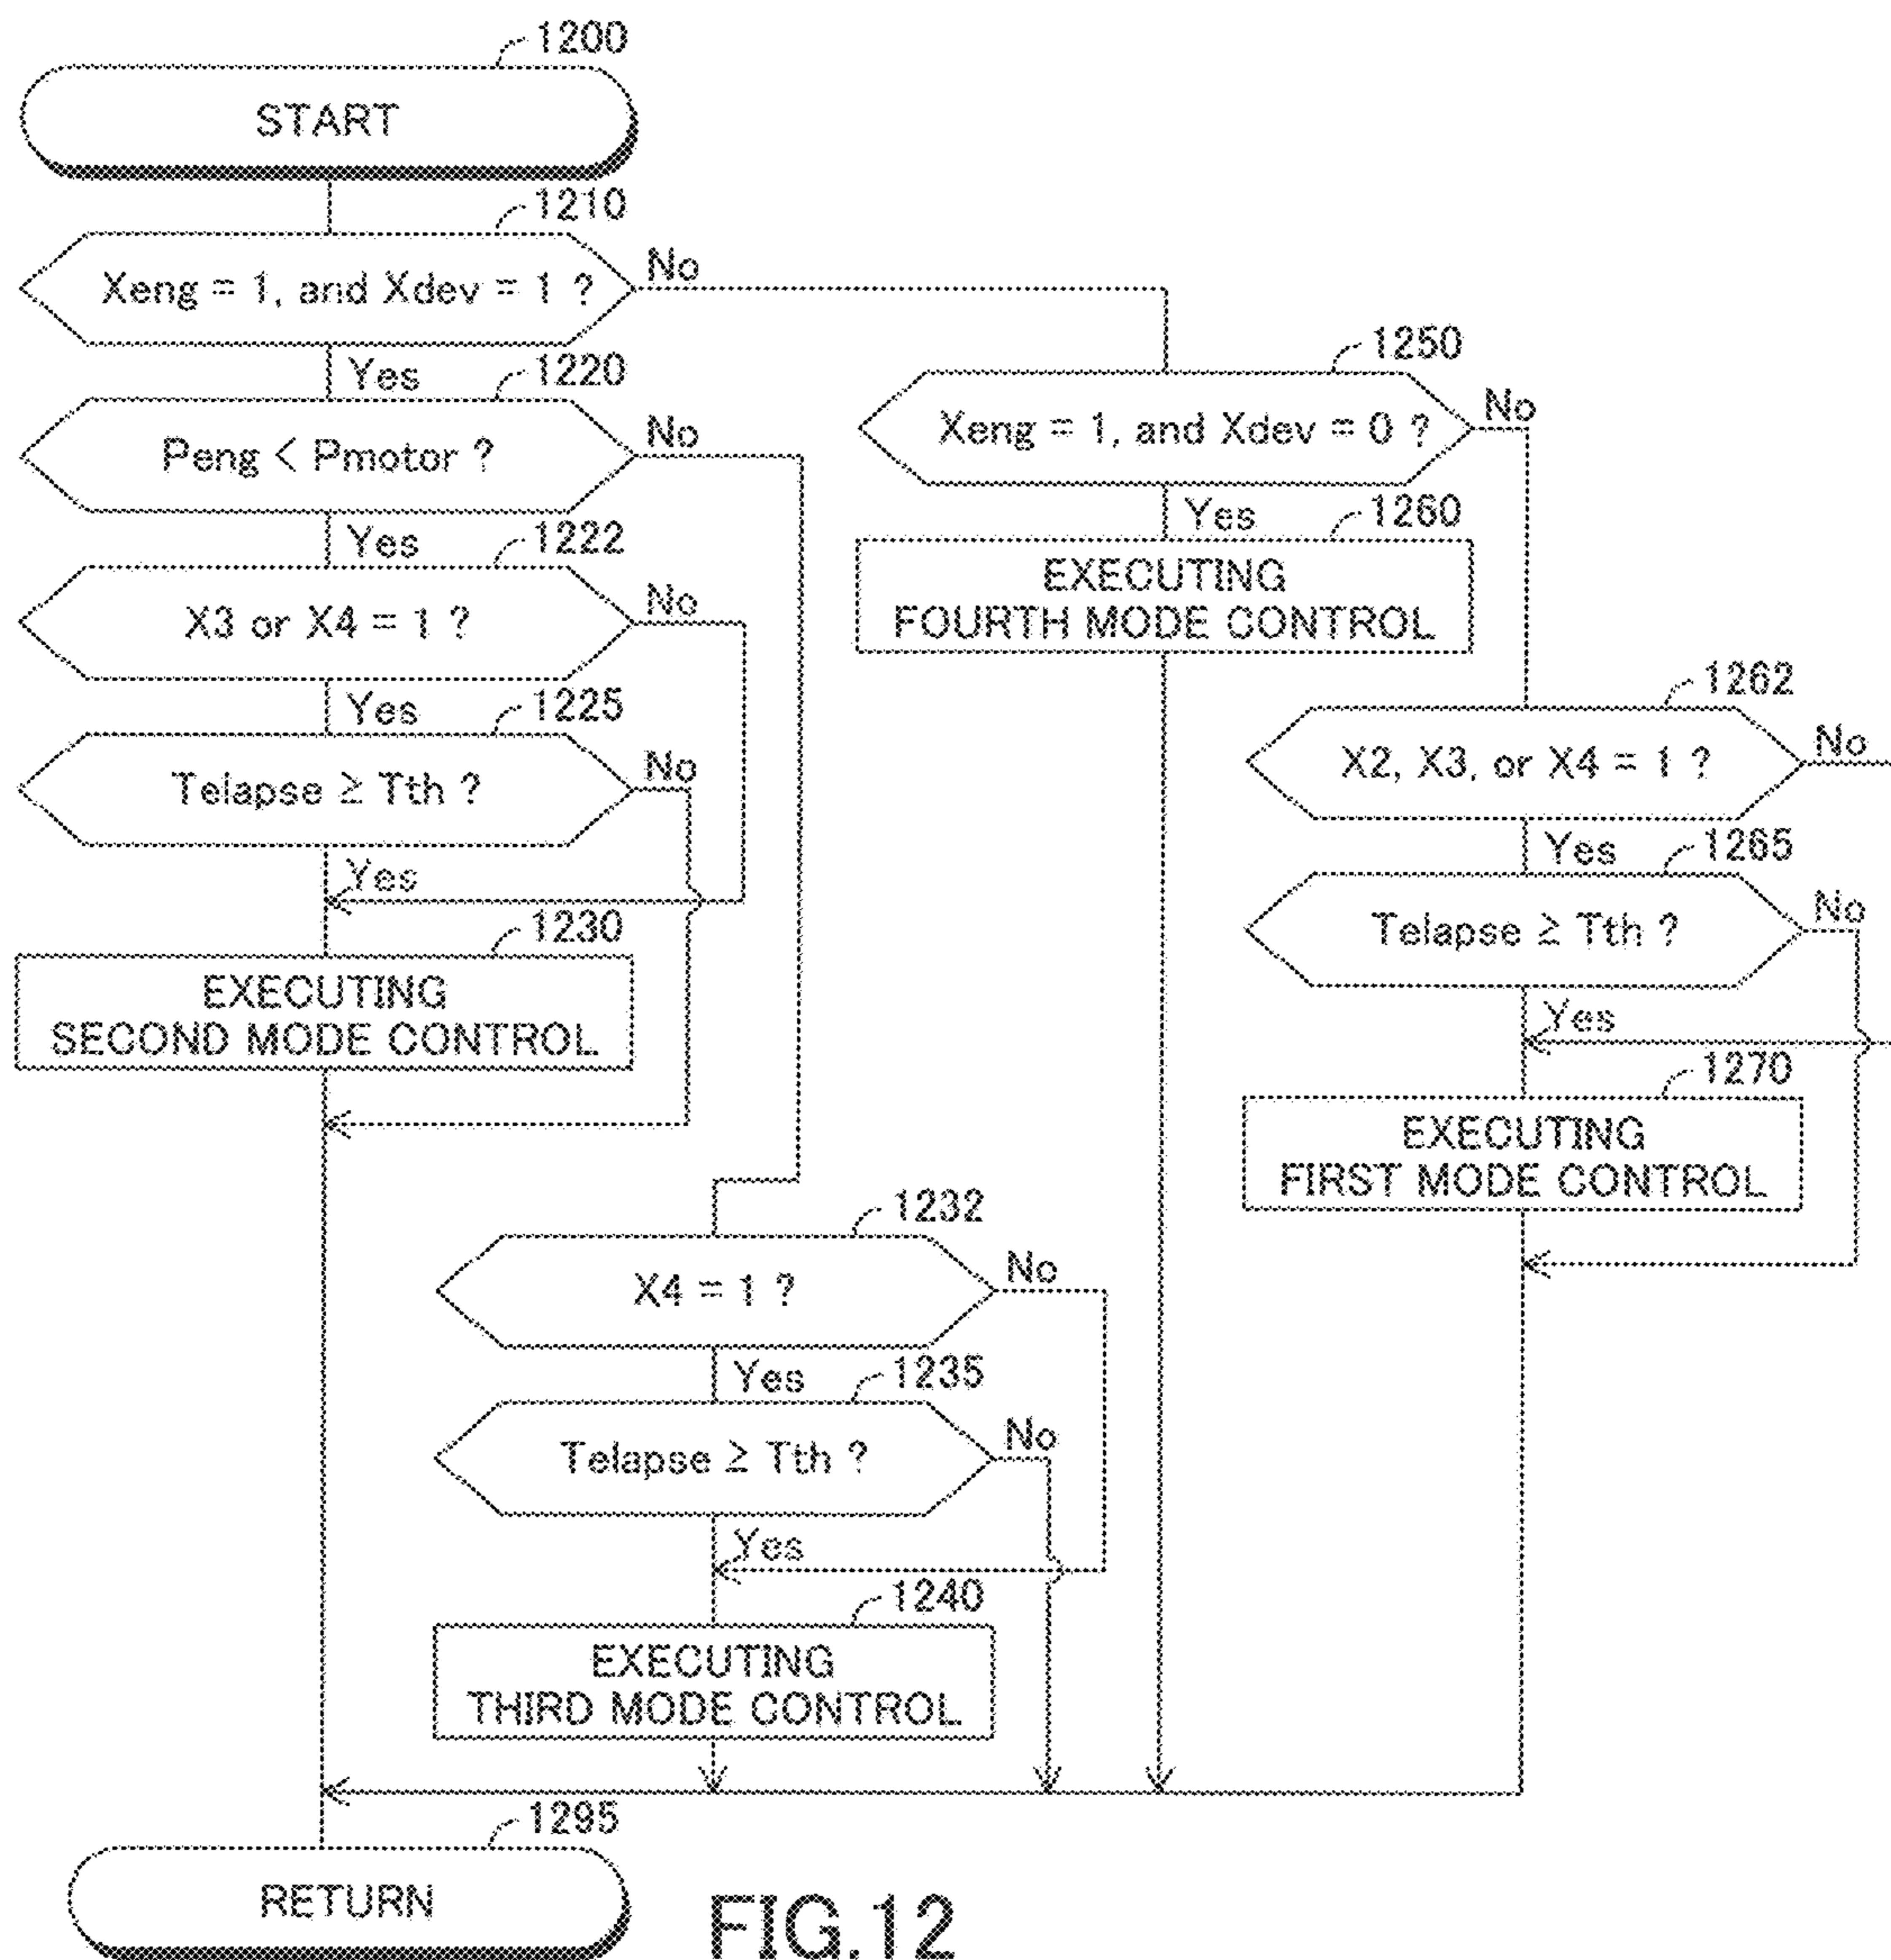 1200
START
1210
Xeng = 1, and Xdev = 1 ?
No
Yes
1220
Peng < Pmotor ?
No
Yes
1222
X3 or X4 = 1 ?
No
Yes
1225
Telapse ≥ Tth ?
No
Yes
1230
EXECUTING
SECOND MODE CONTROL
1232
X4 = 1 ?
No
Yes
1235
Telapse ≥ Tth ?
No
Yes
1240
EXECUTING
THIRD MODE CONTROL
1250
Xeng = 1, and Xdev = 0 ?
No
Yes
1260
EXECUTING
FOURTH MODE CONTROL
1262
X2, X3, or X4 = 1 ?
No
Yes
1265
Telapse ≥ Tth ?
No
Yes
1270
EXECUTING
FIRST MODE CONTROL
1295
RETURN
FIG.12